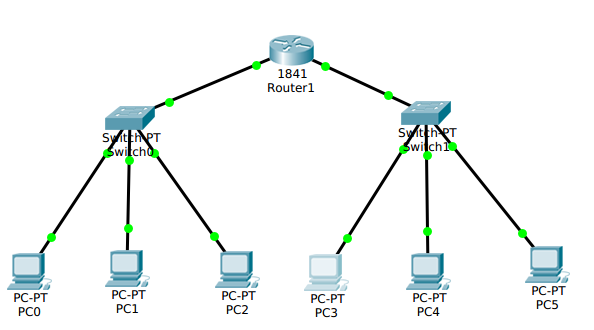 1841
Router1
Switch-PT
Switch0
Switch-PT
Switch1
PC-PT
PC0
PC-PT
PC1
PC-PT
PC2
PC-PT
PC3
PC-PT
PC4
PC-PT
PC5